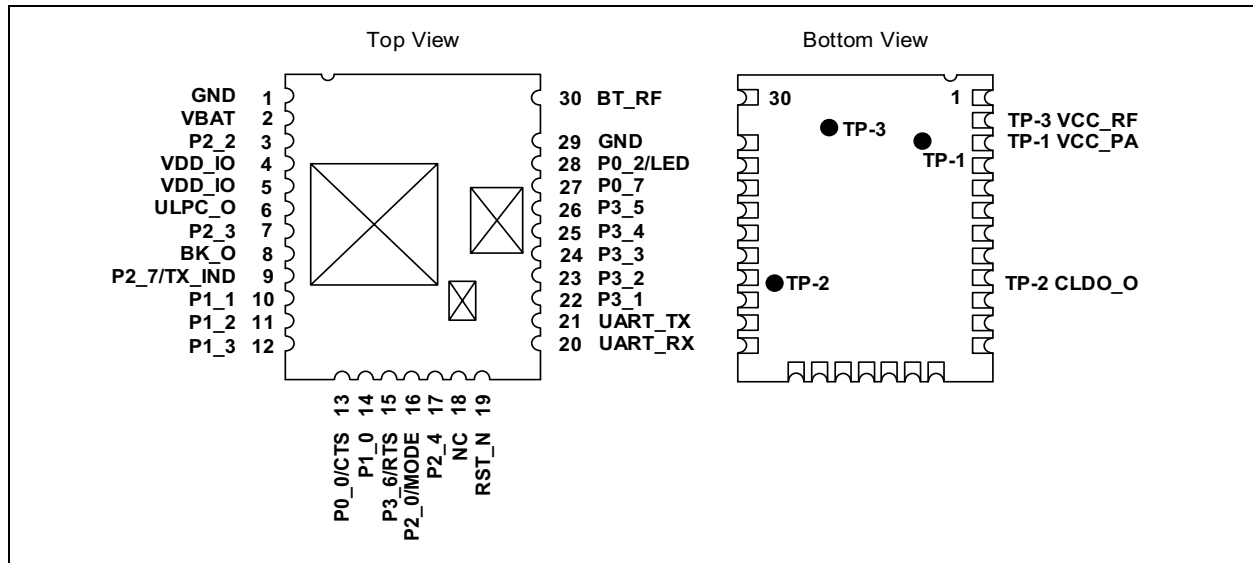 Top View
GND 1
VBAT 2
P2_2 3
VDD_IO 4
VDD_IO 5
ULPC_O 6
P2_3 7
BK_O 8
P2_7/TX_IND 9
P1_1 10
P1_2 11
P1_3 12
13 P0_0/CTS
14 P1_0
15 P3_6/RTS
16 P2_0/MODE
17 P2_4
18 NC
19 RST_N
30 BT_RF
29 GND
28 P0_2/LED
27 P0_7
26 P3_5
25 P3_4
24 P3_3
23 P3_2
22 P3_1
21 UART_TX
20 UART_RX
Bottom View
30 1
TP-3
TP-1
TP-2
TP-3 VCC_RF
TP-1 VCC_PA
TP-2 CLDO_O